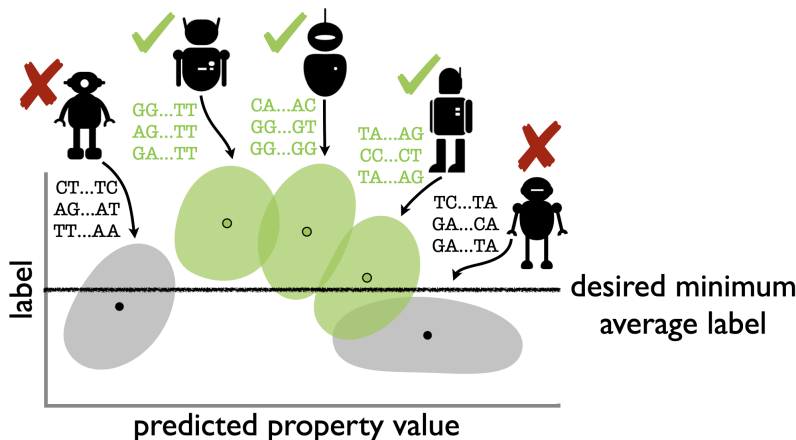 GG...TT
AG...TT
GA...TT
CA...AC
GG...GT
GG...GG
TA...AG
CC...CT
TA...AG
CT...TC
AG...AT
TT...AA
TC...TA
GA...CA
GA...TA
label
desired minimum
average label
predicted property value